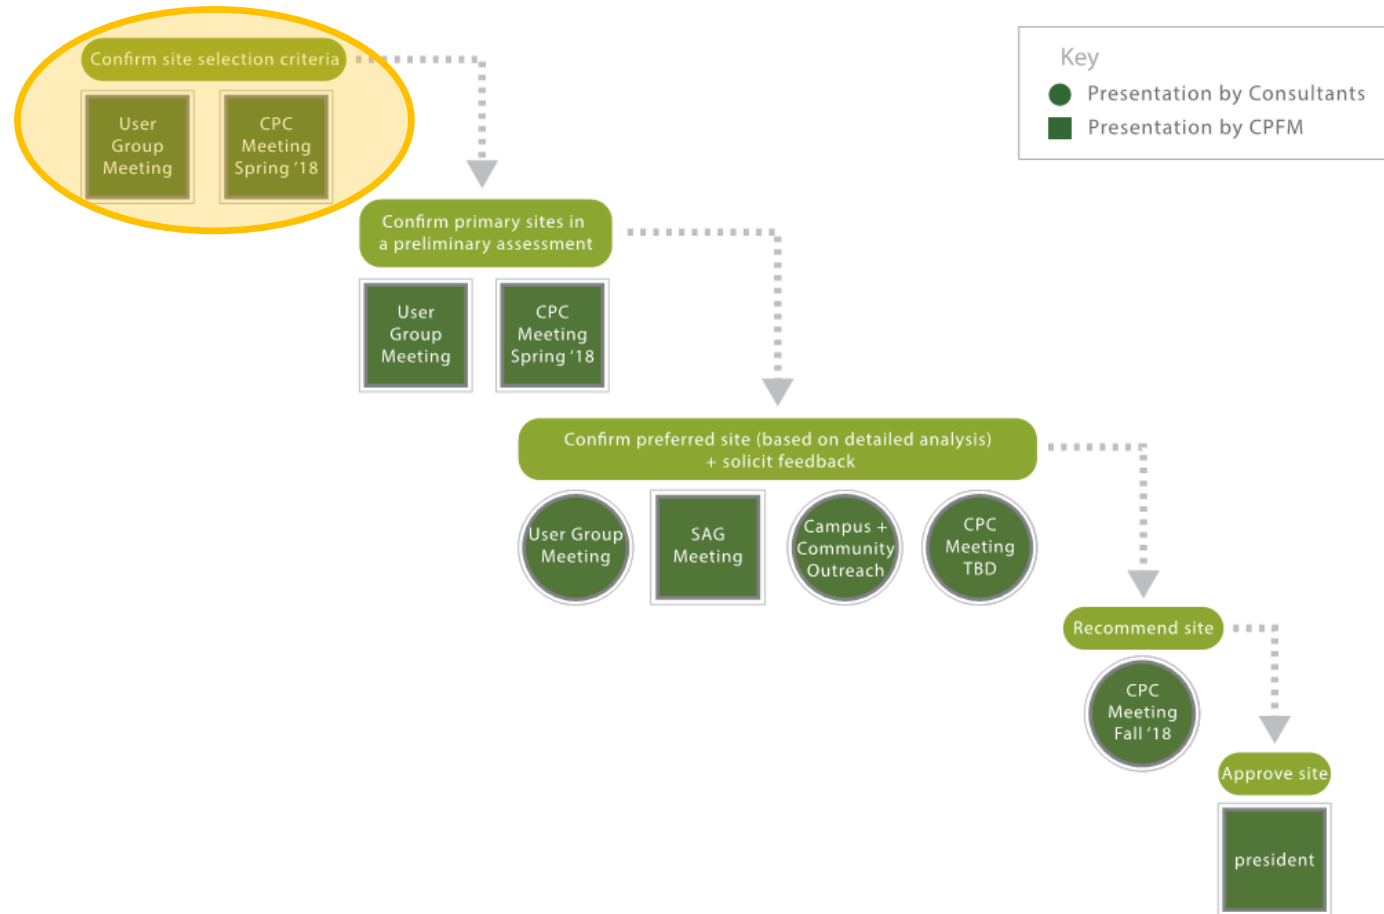 Confirm site selection criteria
User
Group
Meeting
CPC
Meeting
Spring '18
Key
Presentation by Consultants
Presentation by CPFM
Confirm primary sites in
a preliminary assessment
User
Group
Meeting
CPC
Meeting
Spring '18
Confirm preferred site (based on detailed analysis)
+ solicit feedback
User Group
Meeting
SAG
Meeting
Campus +
Community
Outreach
CPC
Meeting
TBD
Recommend site
CPC
Meeting
Fall '18
Approve site
president